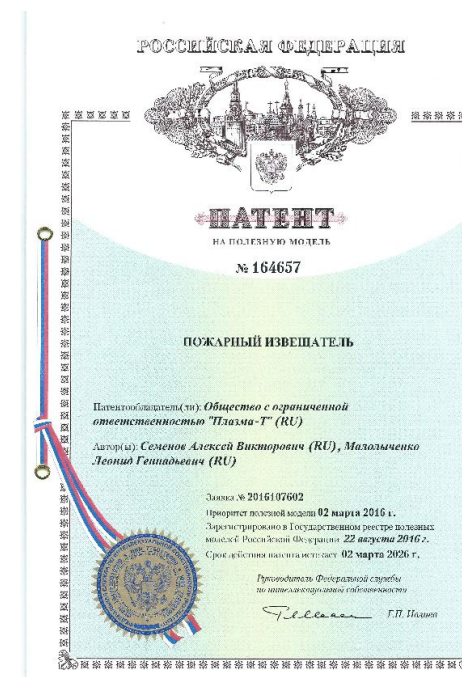 РОССИЙСКАЯ ФЕДЕРАЦИЯ
ПАТЕНТ
НА ПОЛЕЗНУЮ МОДЕЛЬ
№ 164657
ПОЖАРНЫЙ ИЗВЕЩАТЕЛЬ
Патентообладатель(ли): Общество с ограниченной
ответственностью "Плазма-Т" (RU)
Автор(ы): Семенов Алексей Викторович (RU), Малолыченко
Леонид Геннадьевич (RU)
Заявка № 2016107602
Приоритет полезной модели 02 марта 2016 г.
Зарегистрировано в Государственном реестре полезных
моделей Российской Федерации 22 августа 2016 г.
Срок действия патента истекает 02 марта 2026 г.
Руководитель Федеральной службы
по интеллектуальной собственности
Г.П. Ивлиев